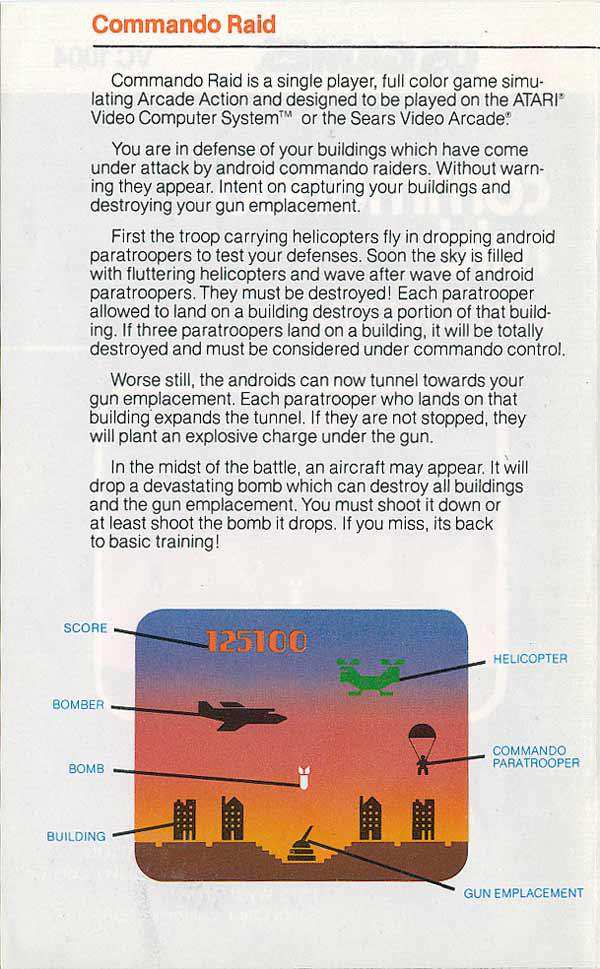 Commando Raid
Commando Raid is a single player, full color game simu-
lating Arcade Action and designed to be played on the ATARI®
Video Computer System™ or the Sears Video Arcade®.
You are in defense of your buildings which have come
under attack by android commando raiders. Without warn-
ing they appear. Intent on capturing your buildings and
destroying your gun emplacement.
First the troop carrying helicopters fly in dropping android
paratroopers to test your defenses. Soon the sky is filled
with fluttering helicopters and wave after wave of android
paratroopers. They must be destroyed! Each paratrooper
allowed to land on a building destroys a portion of that build-
ing. If three paratroopers land on a building, it will be totally
destroyed and must be considered under commando control.
Worse still, the androids can now tunnel towards your
gun emplacement. Each paratrooper who lands on that
building expands the tunnel. If they are not stopped, they
will plant an explosive charge under the gun.
In the midst of the battle, an aircraft may appear. It will
drop a devastating bomb which can destroy all buildings
and the gun emplacement. You must shoot it down or
at least shoot the bomb it drops. If you miss, its back
to basic training!
SCORE
125100
HELICOPTER
BOMBER
COMMANDO
PARATROOPER
BOMB
BUILDING
GUN EMPLACEMENT
VC 1004